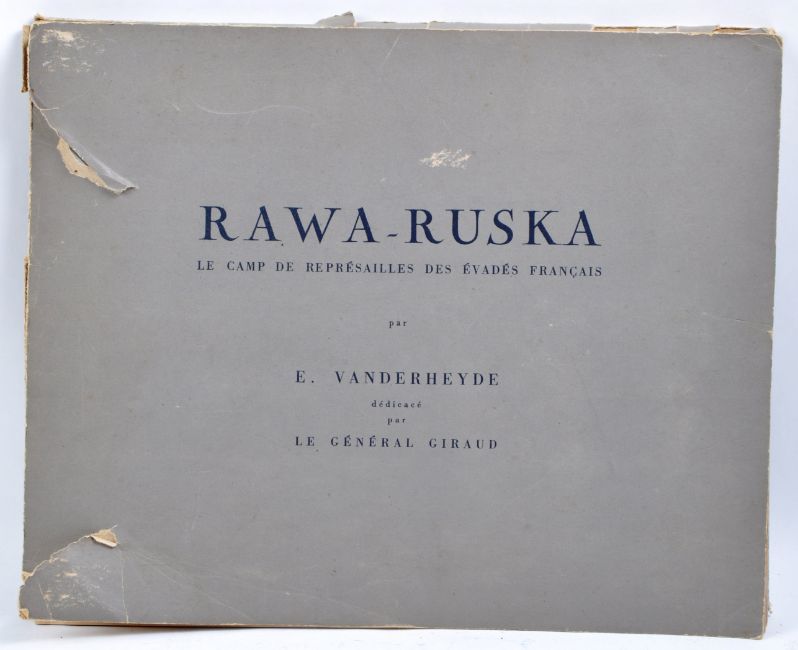 RAWA-RUSKA
LE CAMP DE REPRÉSAILLES DES ÉVADÉS FRANÇAIS
par
E. VANDERHEYDE
dédicacé
par
LE GÉNÉRAL GIRAUD